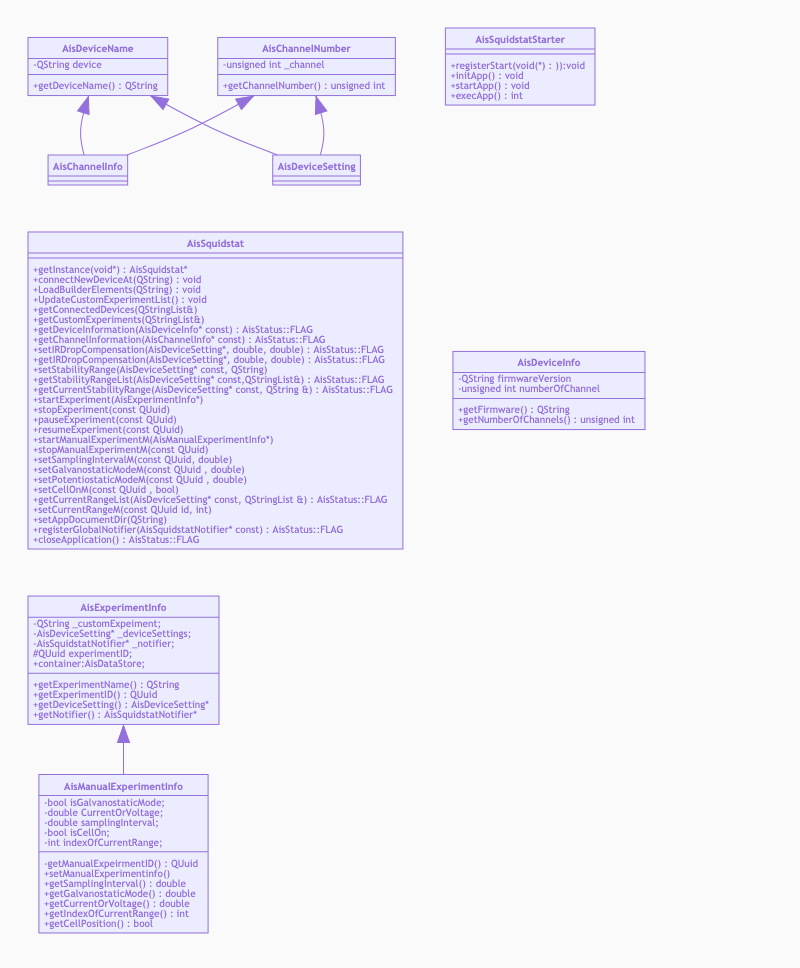 AisDeviceName
-QString device
+getDeviceName() : QString
AisChannelNumber
-unsigned int _channel
+getChannelNumber() : unsigned int
AisSquidstatStarter
+registerStart(void(*) : )):void
+initApp() : void
+startApp() : void
+execApp() : int
AisChannelInfo
AisDeviceSetting
AisSquidstat
+getInstance(void*) : AisSquidstat*
+connectNewDeviceAt(QString) : void
+LoadBuilderElements(QString) : void
+UpdateCustomExperimentList() : void
+getConnectedDevices(QStringList&)
+getCustomExperiments(QStringList&)
+getDeviceInformation(AisDeviceInfo* const) : AisStatus::FLAG
+getChannelInformation(AisChannelInfo* const) : AisStatus::FLAG
+setIRDropCompensation(AisDeviceSetting*, double, double) : AisStatus::FLAG
+getIRDropCompensation(AisDeviceSetting*, double, double) : AisStatus::FLAG
+setStabilityRange(AisDeviceSetting* const, QString)
+getStabilityRangeList(AisDeviceSetting* const,QStringList&) : AisStatus::FLAG
+getCurrentStabilityRange(AisDeviceSetting* const, QString &) : AisStatus::FLAG
+startExperiment(AisExperimentInfo*)
+stopExperiment(const QUuid)
+pauseExperiment(const QUuid)
+resumeExperiment(const QUuid)
+startManualExperimentM(AisManualExperimentInfo*)
+stopManualExperimentM(const QUuid)
+setSamplingIntervalM(const QUuid, double)
+setGalvanostaticModeM(const QUuid , double)
+setPotentiostaticModeM(const QUuid , double)
+setCellOnM(const QUuid , bool)
+getCurrentRangeList(AisDeviceSetting* const, QStringList &) : AisStatus::FLAG
+setCurrentRangeM(const QUuid id, int)
+setAppDocumentDir(QString)
+registerGlobalNotifier(AisSquidstatNotifier* const) : AisStatus::FLAG
+closeApplication() : AisStatus::FLAG
AisDeviceInfo
-QString firmwareVersion
-unsigned int numberOfChannel
+getFirmware() : QString
+getNumberOfChannels() : unsigned int
AisExperimentInfo
-QString _customExpeiment;
-AisDeviceSetting* _deviceSettings;
-AisSquidstatNotifier* _notifier;
#QUuid experimentID;
+container:AisDataStore;
+getExperimentName() : QString
+getExperimentID() : QUuid
+getDeviceSetting() : AisDeviceSetting*
+getNotifier() : AisSquidstatNotifier*
AisManualExperimentInfo
-bool isGalvanostaticMode;
-double CurrentOrVoltage;
-double samplingInterval;
-bool isCellOn;
-int indexOfCurrentRange;
-getManualExpeirmentID() : QUuid
+setManualExperimentinfo()
+getSamplingInterval() : double
+getGalvanostaticMode() : double
+getCurrentOrVoltage() : double
+getIndexOfCurrentRange() : int
+getCellPosition() : bool